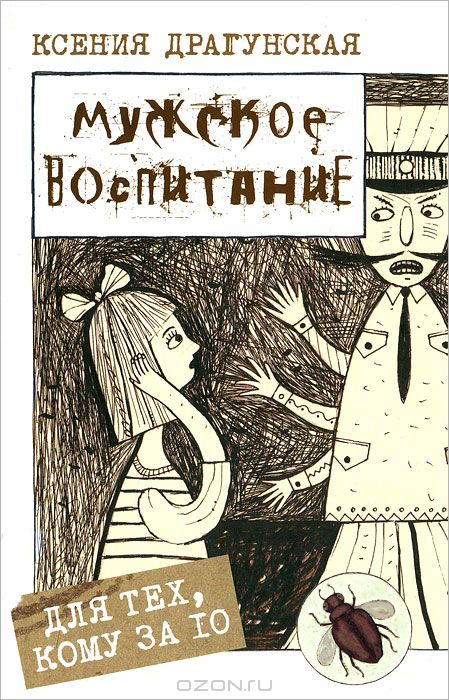 КСЕНИЯ ДРАГУНСКАЯ
Мужское
воспитание
ДЛЯ ТЕХ,
КОМУ ЗА 10
OZON.RU